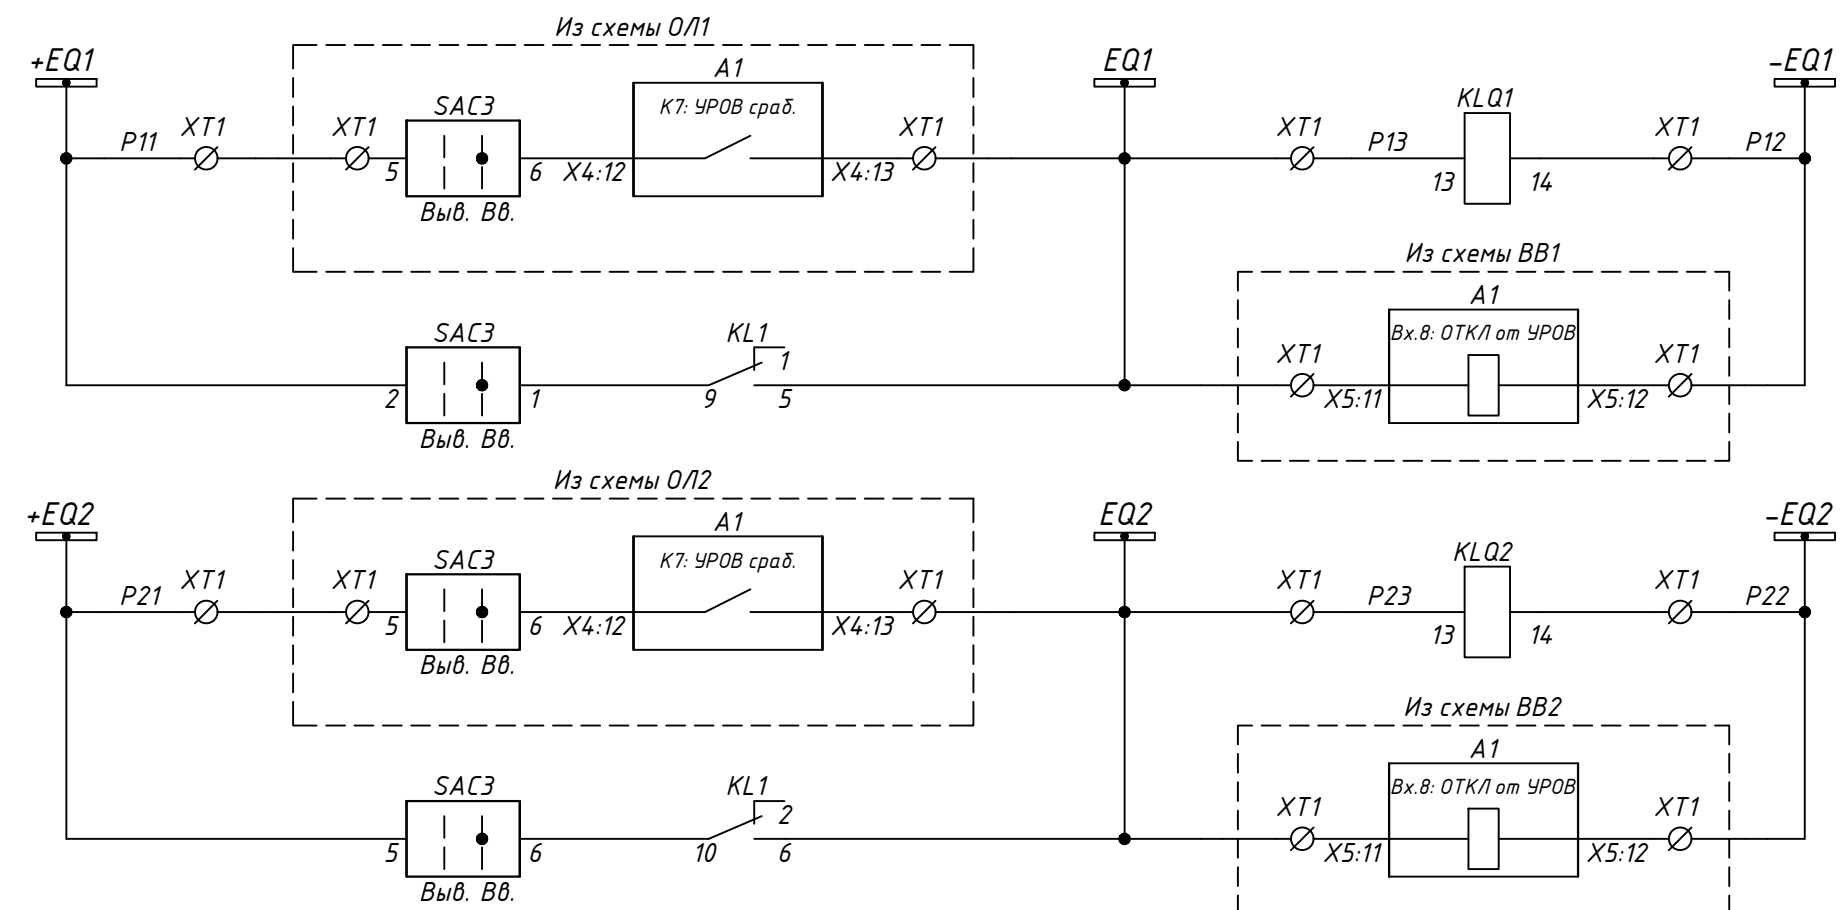 Из схемы ОЛ1
+EQ1 A1 EQ1 -EQ1
SAC3 K7: УРОВ сраб. KLQ1
P11 XT1 XT1 XT1 XT1 P13 XT1 P12
5 6 X4:12 X4:13 13 14
Выв. Вв.
Из схемы ВВ1
A1
SAC3 KL1 Вх.8: ОТКЛ от УРОВ
1 XT1 XT1
2 1 9 5 X5:11 X5:12
Выв. Вв.
Из схемы ОЛ2
+EQ2 A1 EQ2 -EQ2
SAC3 K7: УРОВ сраб. KLQ2
P21 XT1 XT1 XT1 XT1 P23 XT1 P22
5 6 X4:12 X4:13 13 14
Выв. Вв.
Из схемы ВВ2
A1
SAC3 KL1 Вх.8: ОТКЛ от УРОВ
2 XT1 XT1
5 6 10 6 X5:11 X5:12
Выв. Вв.